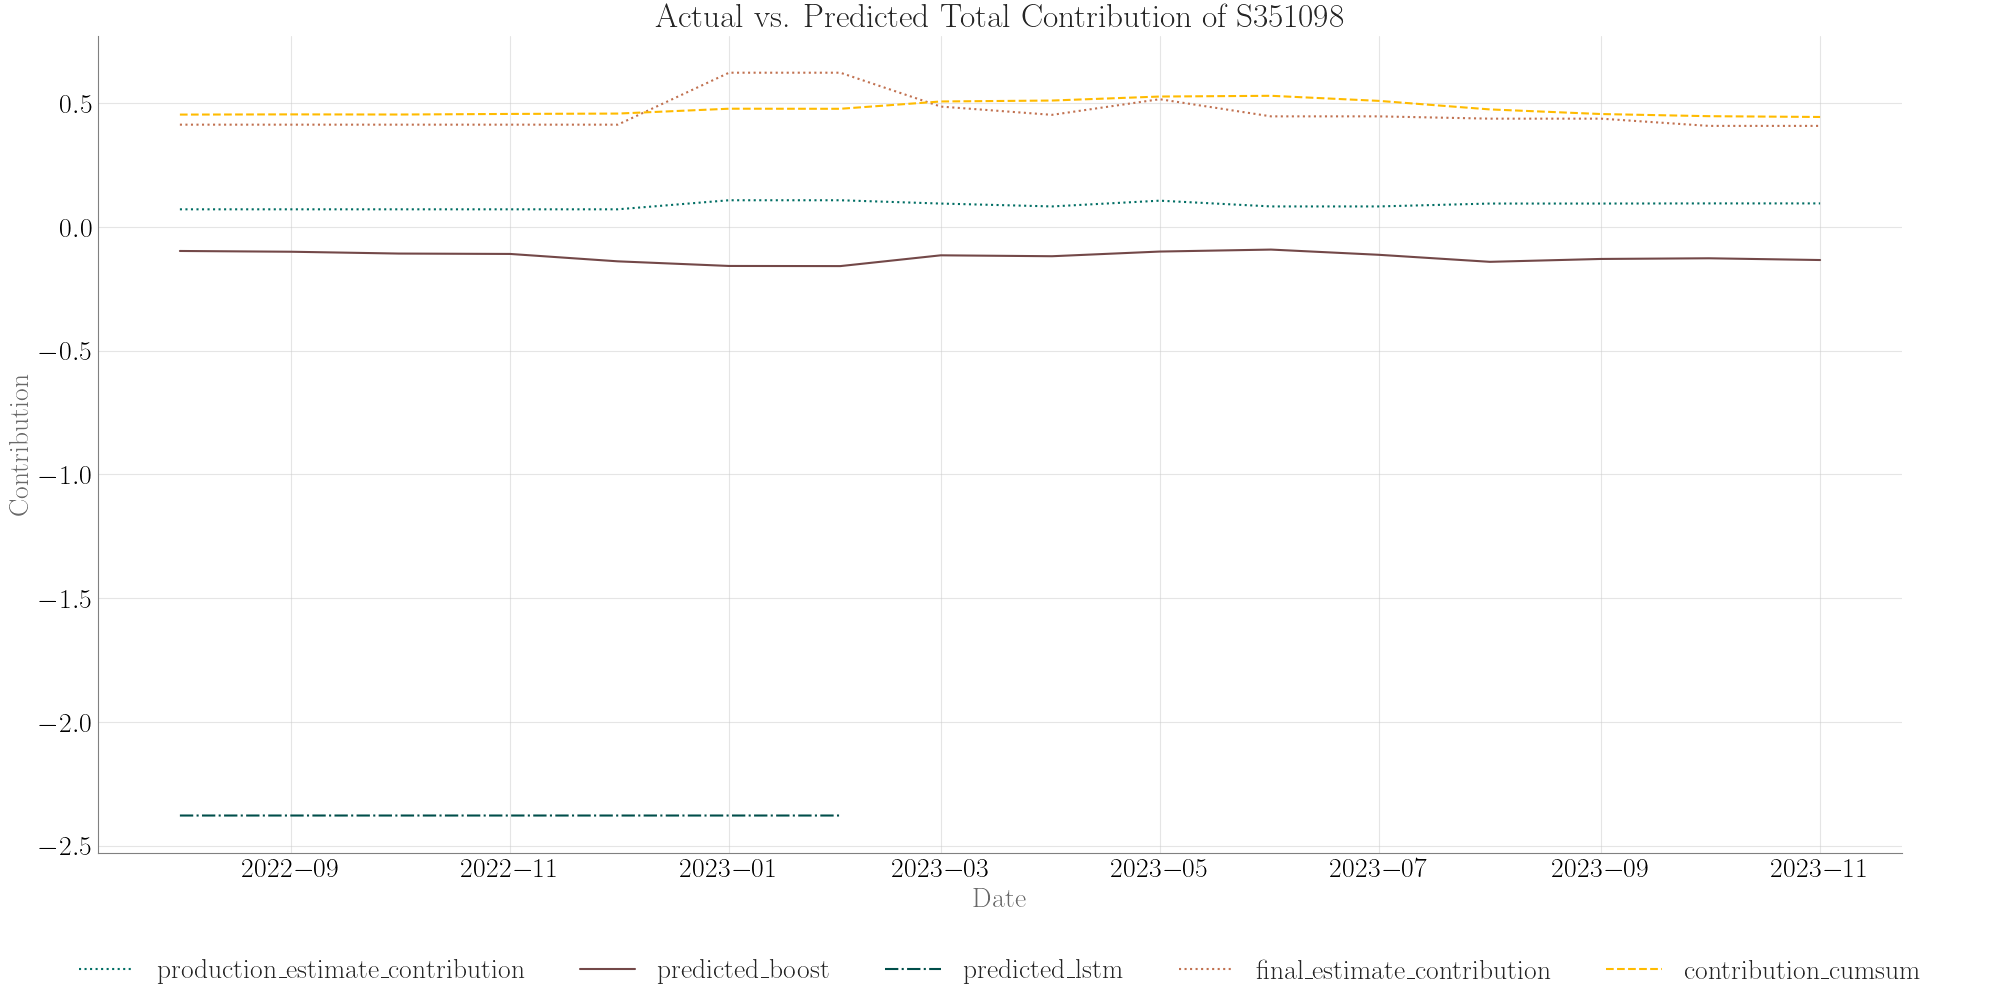 Actual vs. Predicted Total Contribution of S351098
0.5
0.0
−0.5
−1.0
−1.5
−2.0
−2.5
Contribution
2022−09 2022−11 2023−01 2023−03 2023−05 2023−07 2023−09 2023−11
Date
production_estimate_contribution predicted_boost predicted_lstm final_estimate_contribution contribution_cumsum